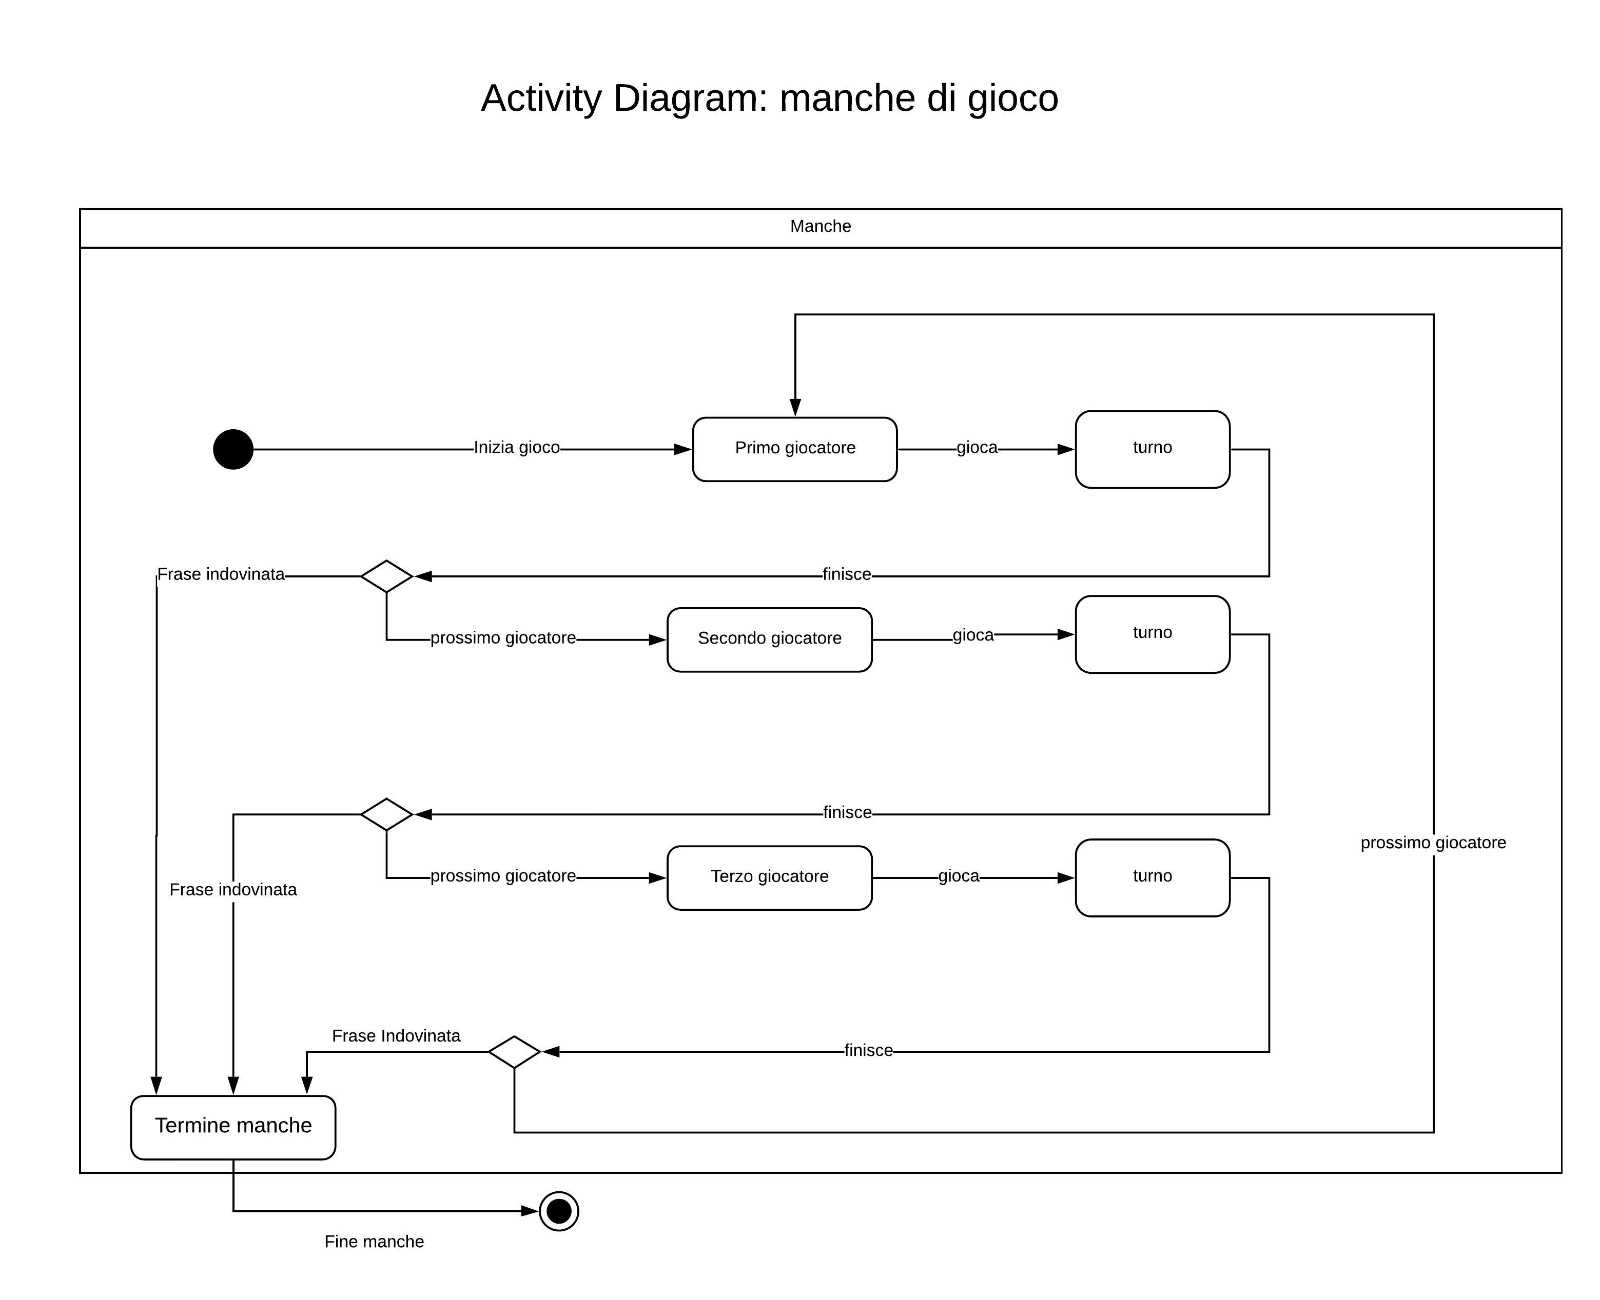 Activity Diagram: manche di gioco
Manche
Inizia gioco
Primo giocatore
gioca
turno
Frase indovinata
finisce
prossimo giocatore
Secondo giocatore
gioca
turno
finisce
prossimo giocatore
Frase indovinata
prossimo giocatore
Terzo giocatore
gioca
turno
Frase Indovinata
finisce
Termine manche
Fine manche